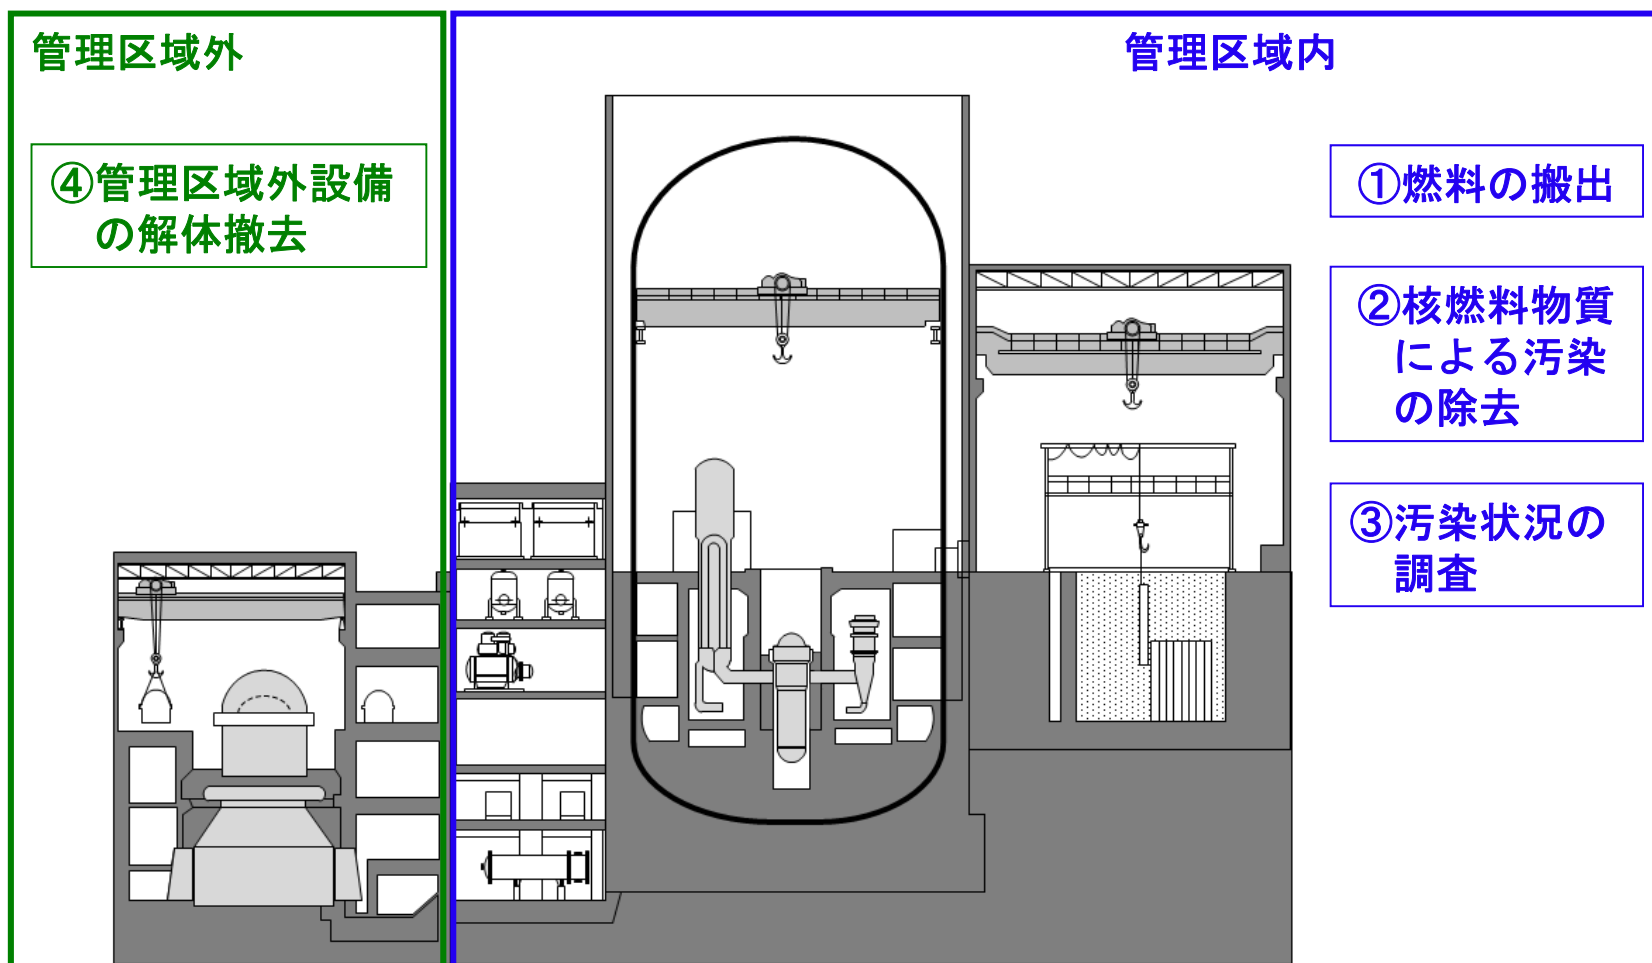 管理区域外
管理区域内
④管理区域外設備
の解体撤去
①燃料の搬出
②核燃料物質
による汚染
の除去
③汚染状況の
調査